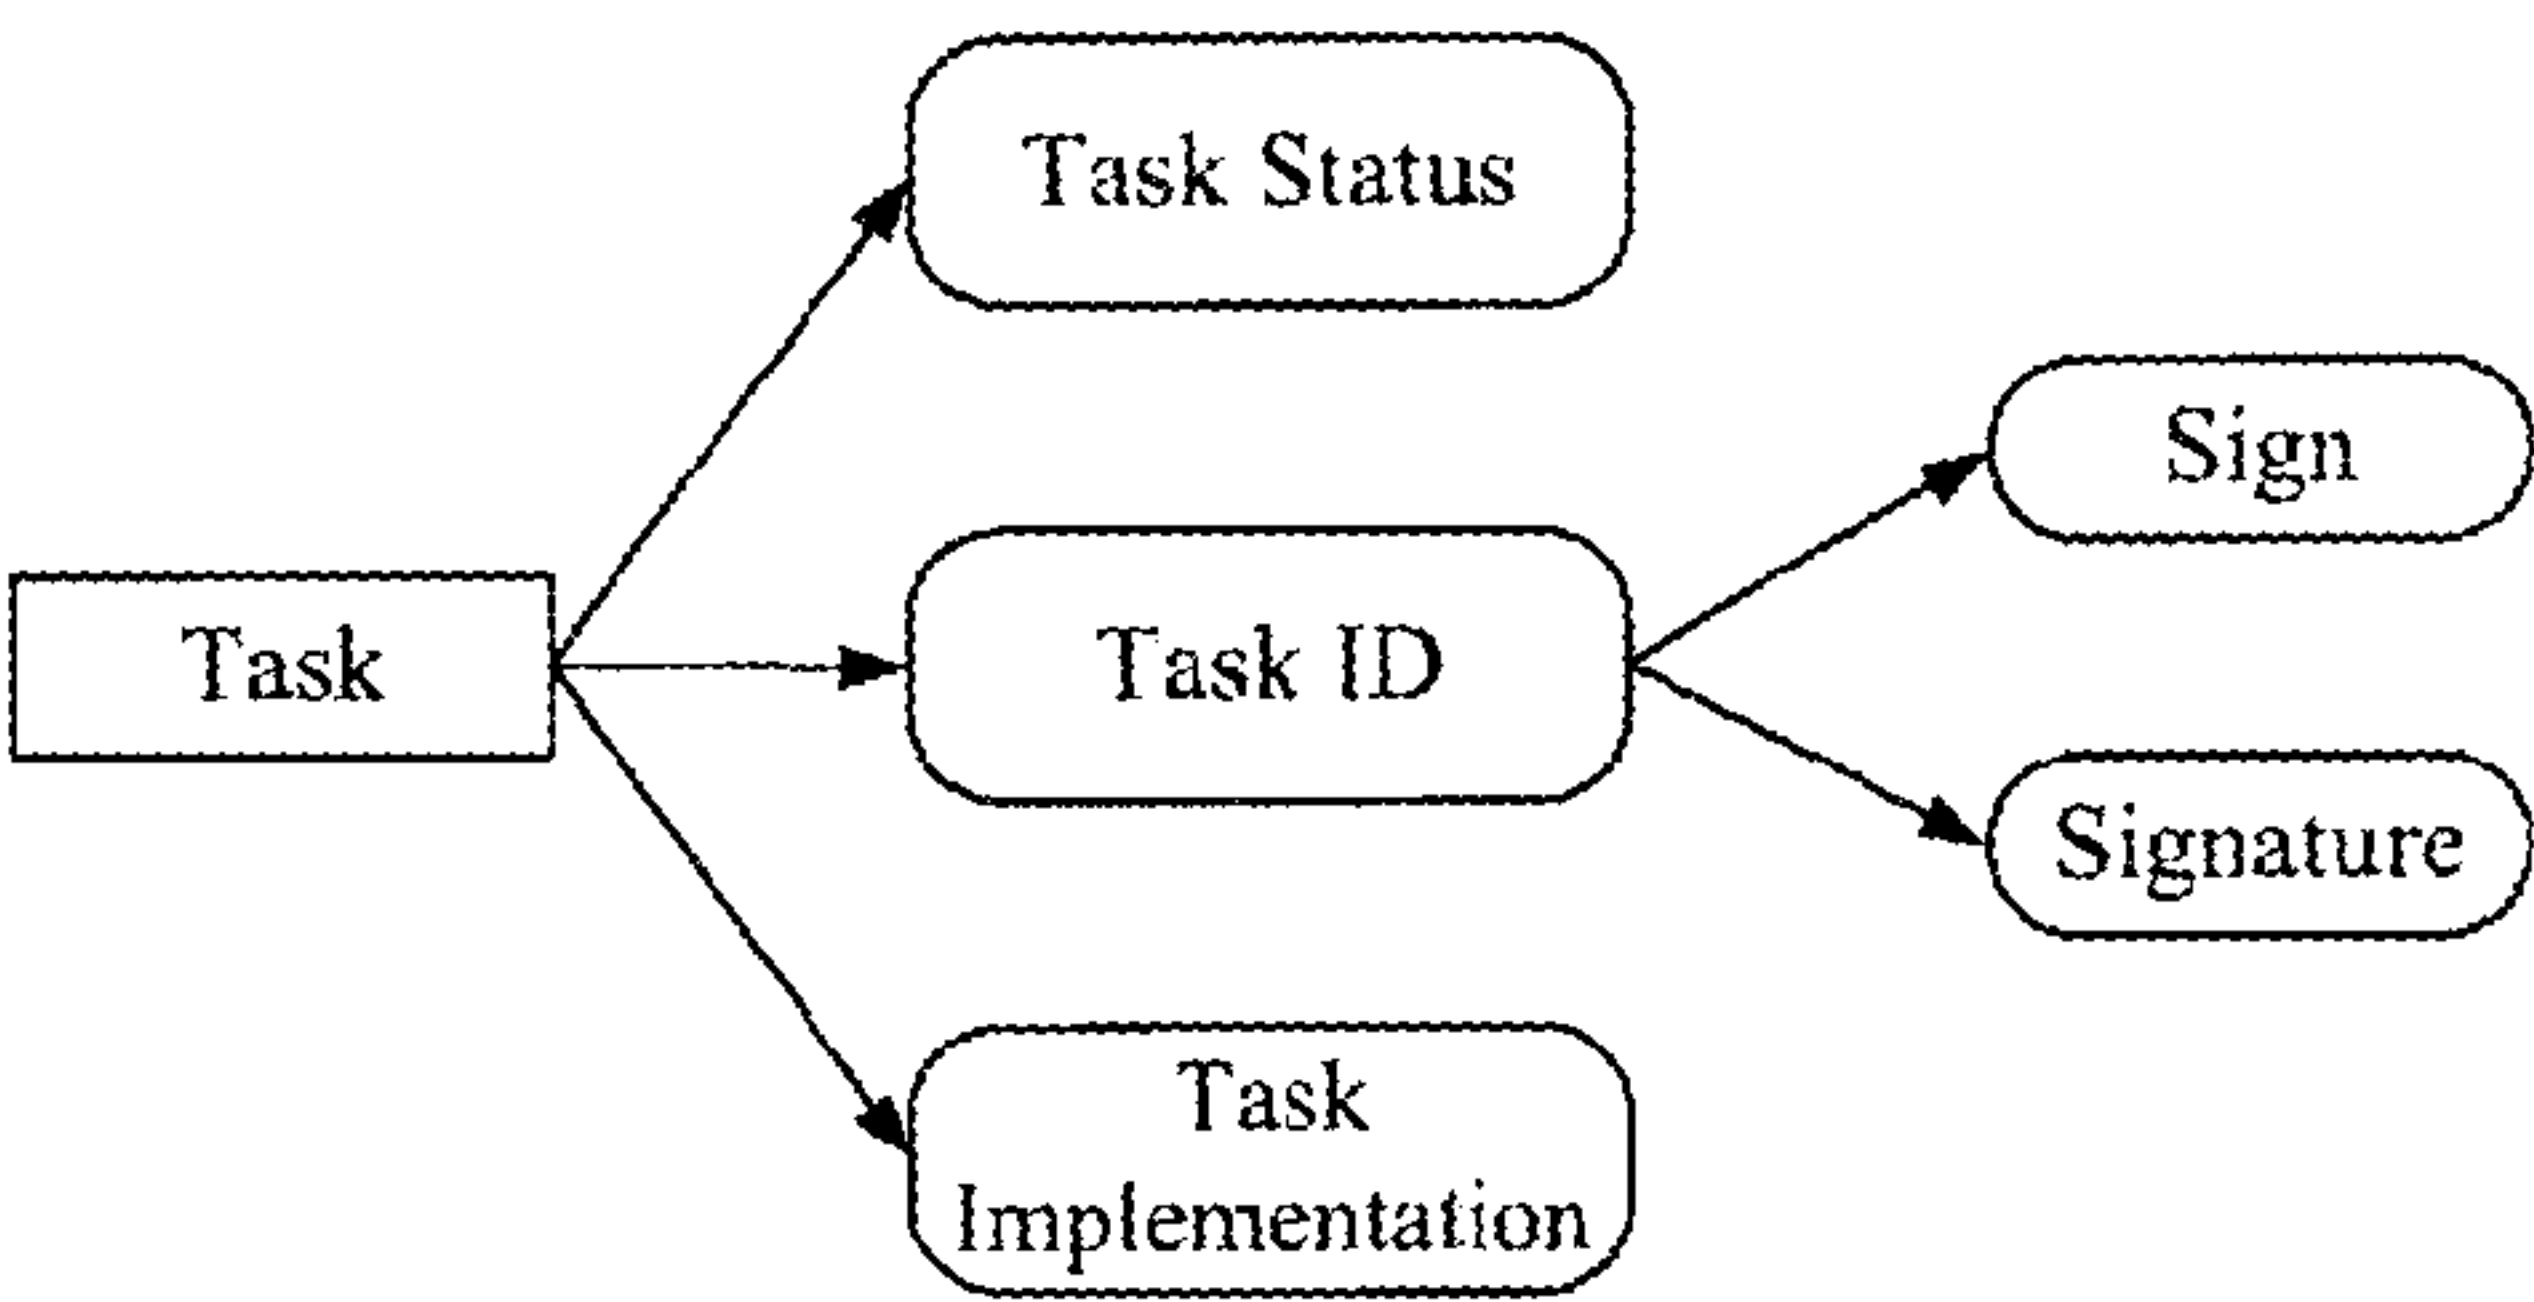 Task Status
Sign
Task
Task ID
Signature
Task
Implementation